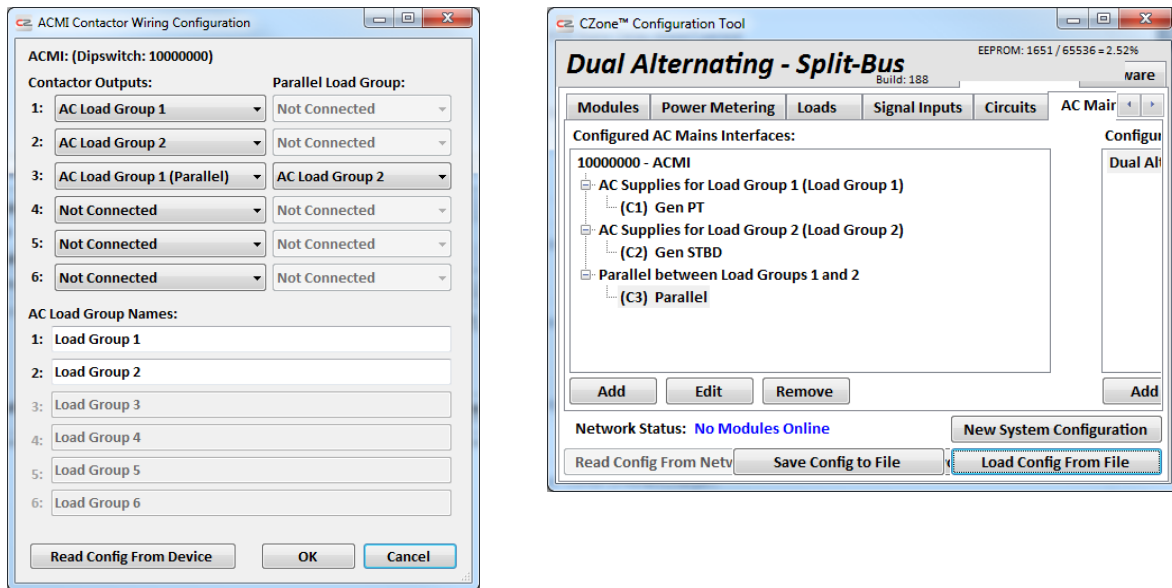 ACMI Contactor Wiring Configuration
ACMI: (Dipswitch: 10000000)
Contactor Outputs: Parallel Load Group:
1: AC Load Group 1 Not Connected
2: AC Load Group 2 Not Connected
3: AC Load Group 1 (Parallel) AC Load Group 2
4: Not Connected Not Connected
5: Not Connected Not Connected
6: Not Connected Not Connected
AC Load Group Names:
1: Load Group 1
2: Load Group 2
3: Load Group 3
4: Load Group 4
5: Load Group 5
6: Load Group 6
Read Config From Device OK Cancel
CZone™ Configuration Tool
EEPROM: 1651 / 65536 = 2.52%
Dual Alternating - Split-Bus
Build: 188
ware
Modules Power Metering Loads Signal Inputs Circuits AC Mair
Configured AC Mains Interfaces: Configur
10000000 - ACMI Dual Alt
AC Supplies for Load Group 1 (Load Group 1)
(C1) Gen PT
AC Supplies for Load Group 2 (Load Group 2)
(C2) Gen STBD
Parallel between Load Groups 1 and 2
(C3) Parallel
Add Edit Remove Add
Network Status: No Modules Online New System Configuration
Read Config From Netw Save Config to File Load Config From File